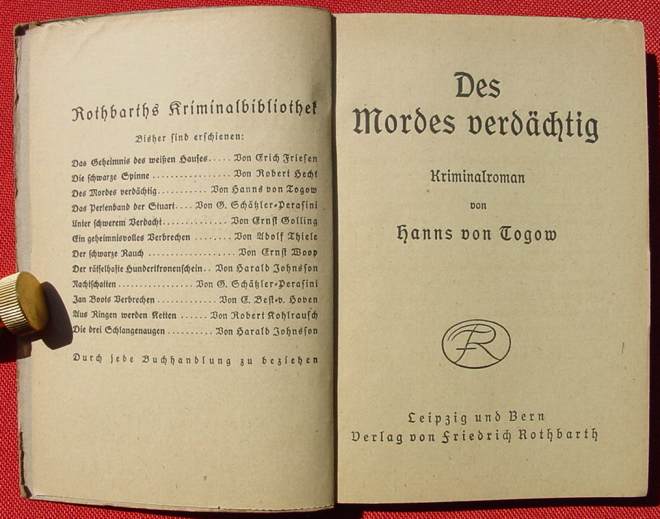 Rothbarths Kriminalbibliothek
Bisher sind erschienen:
Das Geheimnis des weißen Hauses..... Von Erich Friesen
Die schwarze Spinne ................ Von Robert Hecht
Des Mordes verdächtig........... Von Hanns von Togow
Das Perlenband der Stuart.... Von G. Schätzler-Perasini
Unter schwerem Verdacht............. Von Ernst Golling
Ein geheimnisvolles Verbrechen ....... Von Adolf Thiele
Der schwarze Rauch ................. Von Ernst Woop
Der rätselhafte Hundertkronenschein.. Von Harald Johnsson
Nachtschatten ............. Von G. Schätzler-Perasini
Jan Boots Verbrechen ........... Von E. Best-v. Hoven
Aus Ringen werden Ketten ....... Von Robert Kohlrausch
Die drei Schlangenaugen .......... Von Harald Johnsson
Durch jede Buchhandlung zu beziehen
Des
Mordes verdächtig
Kriminalroman
von
Hanns von Togow
FR
Leipzig und Bern
Verlag von Friedrich Rothbarth